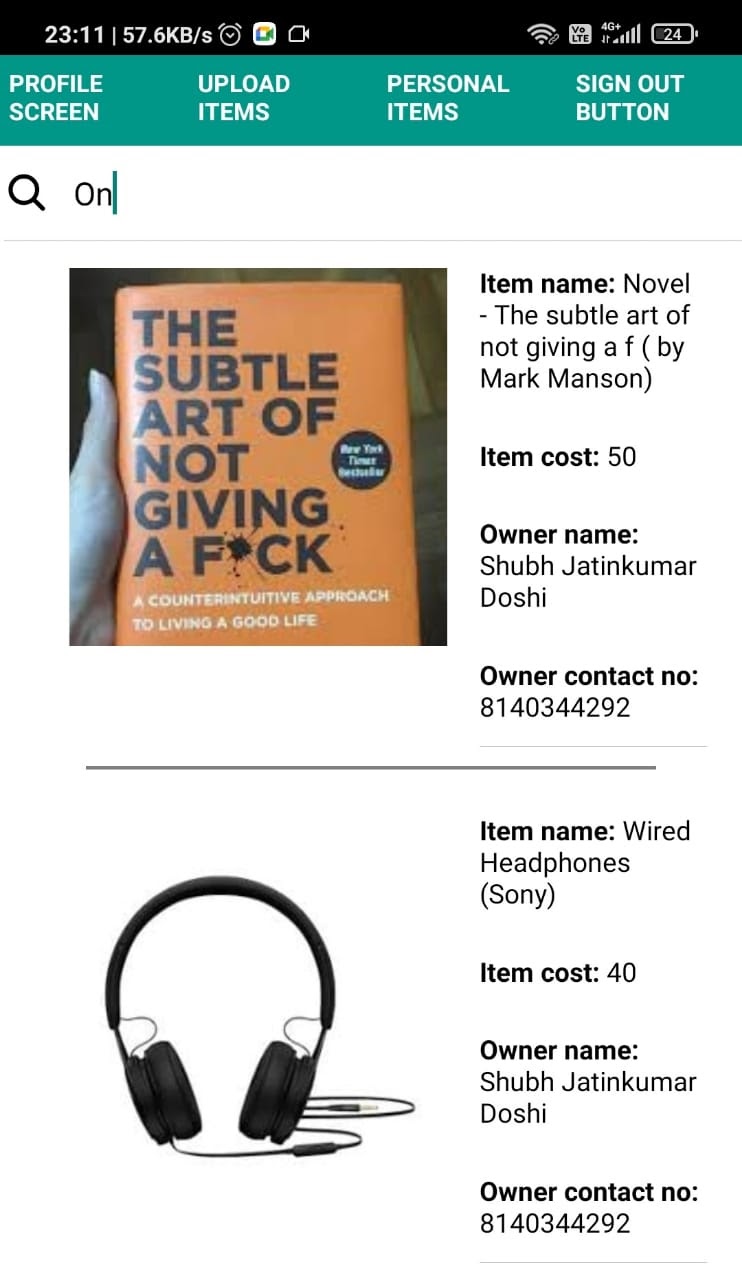 23:11 | 57.6KB/s
Vo
LTE
4G+
24
PROFILE
SCREEN
UPLOAD
ITEMS
PERSONAL
ITEMS
SIGN OUT
BUTTON
On
THE
SUBTLE
ART OF
NOT
GIVING
A F CK
New York
Times
Bestseller
A COUNTERINTUITIVE APPROACH
TO LIVING A GOOD LIFE
Item name: Novel
- The subtle art of
not giving a f ( by
Mark Manson)
Item cost: 50
Owner name:
Shubh Jatinkumar
Doshi
Owner contact no:
8140344292
Item name: Wired
Headphones
(Sony)
Item cost: 40
Owner name:
Shubh Jatinkumar
Doshi
Owner contact no:
8140344292